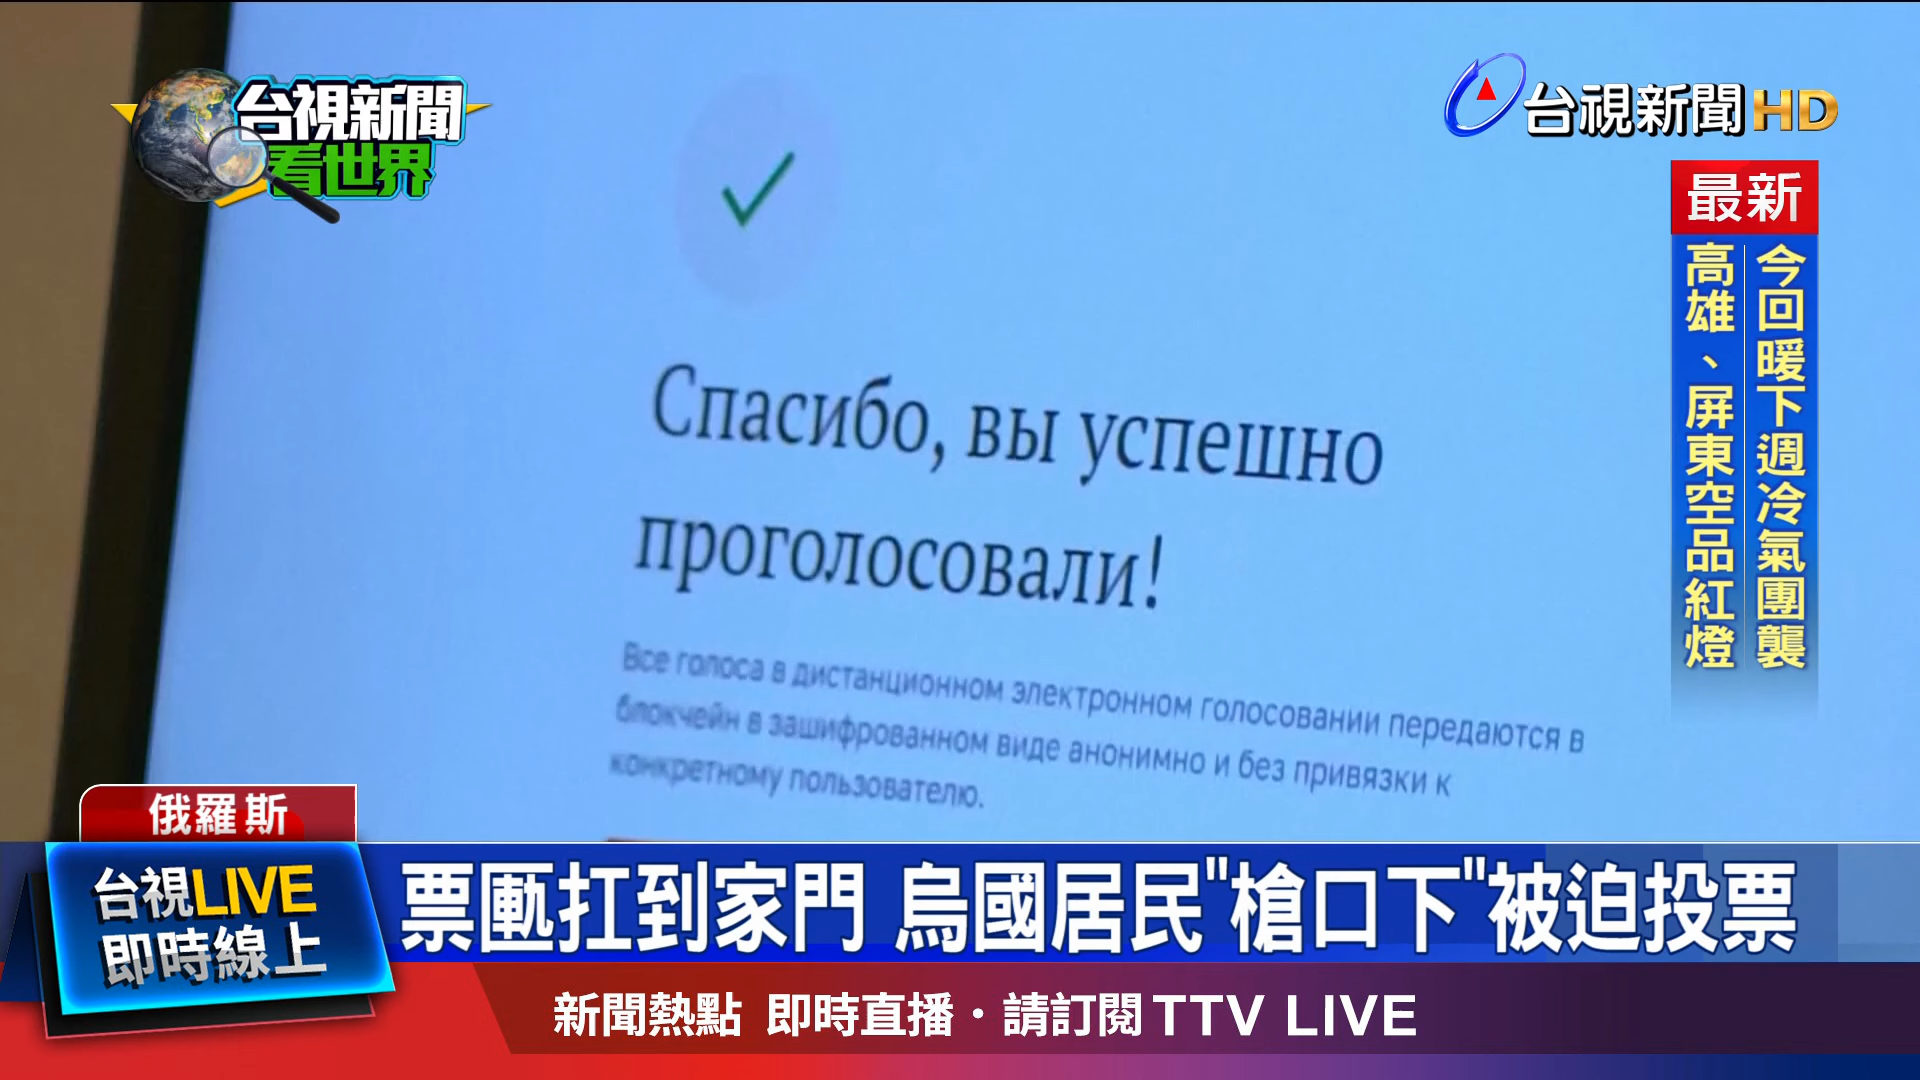 台視新聞
看世界
台視新聞HD
最新
今回暖下週冷氣團襲
高雄、屏東空品紅燈
Спасибо, вы успешно
проголосовали!
Все голоса в дистанционном электронном голосовании передаются в
блокчейн в зашифрованном виде анонимно и без привязки к
конкретному пользователю.
俄羅斯
台視LIVE
即時線上
票匭扛到家門 烏國居民"槍口下"被迫投票
新聞熱點 即時直播・請訂閱TTV LIVE